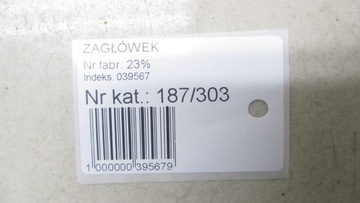 ZAGŁÓWEK
Nr fabr. 23%
Indeks: 039567
Nr kat.: 187/303
1 000000 395679